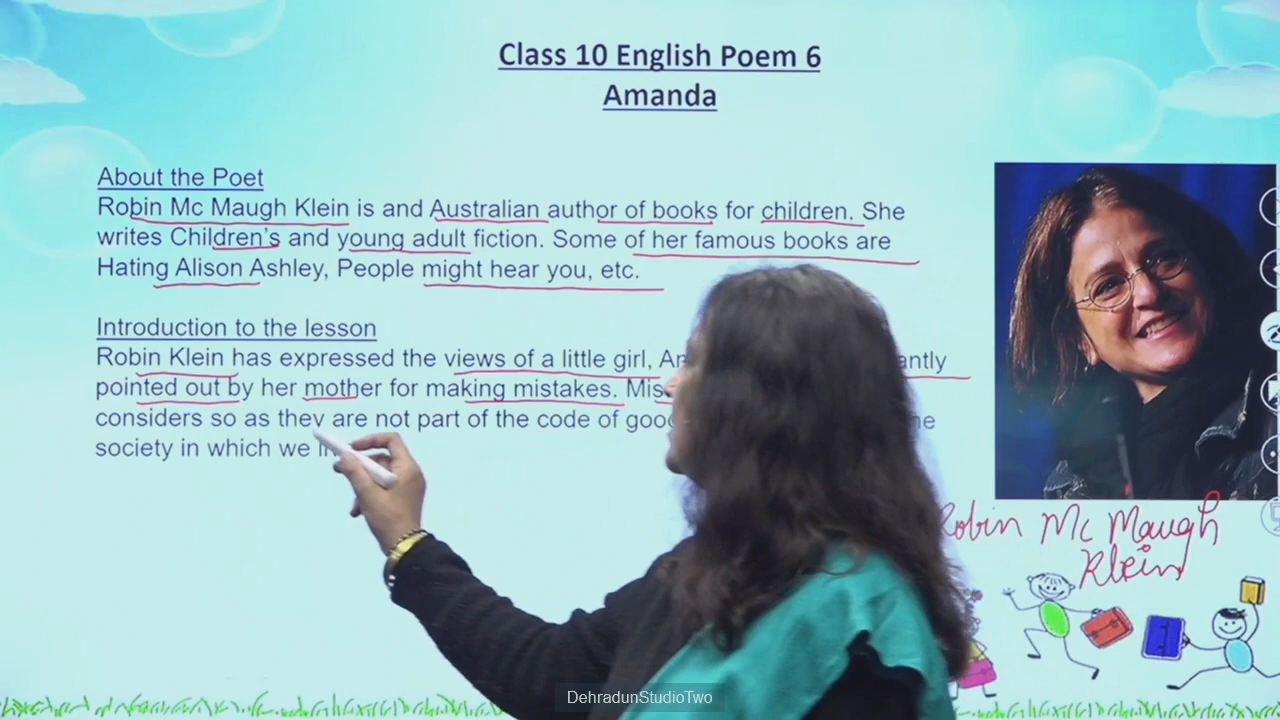 Class 10 English Poem 6
Amanda
About the Poet
Robin Mc Maugh Klein is and Australian author of books for children. She
writes Children's and young adult fiction. Some of her famous books are
Hating Alison Ashley, People might hear you, etc.
Introduction to the lesson
Robin Klein has expressed the views of a little girl,
pointed out by her mother for making mistakes.
considers so as they are not part of the code of
society in which we
Robin Mc Maugh
Klein
DehradunStudioTwo